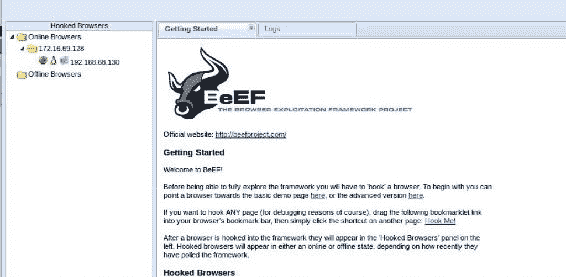 Hooked Browsers
Online Browsers
172.16.69.128
192.168.68.130
Offline Browsers
Getting Started
Logs
BeEF
THE BROWSER EXPLOITATION FRAMEWORK PROJECT
Official website: http://beefproject.com/
Getting Started
Welcome to BeEF!
Before being able to fully explore the framework you will have to 'hook' a browser. To begin with you can
point a browser towards the basic demo page here, or the advanced version here.
If you want to hook ANY page (for debugging reasons of course), drag the following bookmarklet link
into your browser's bookmark bar, then simply click the shortcut on another page: Hook Me!
After a browser is hooked into the framework they will appear in the 'Hooked Browsers' panel on the
left. Hooked browsers will appear in either an online or offline state, depending on how recently they
have polled the framework.
Hooked Browsers